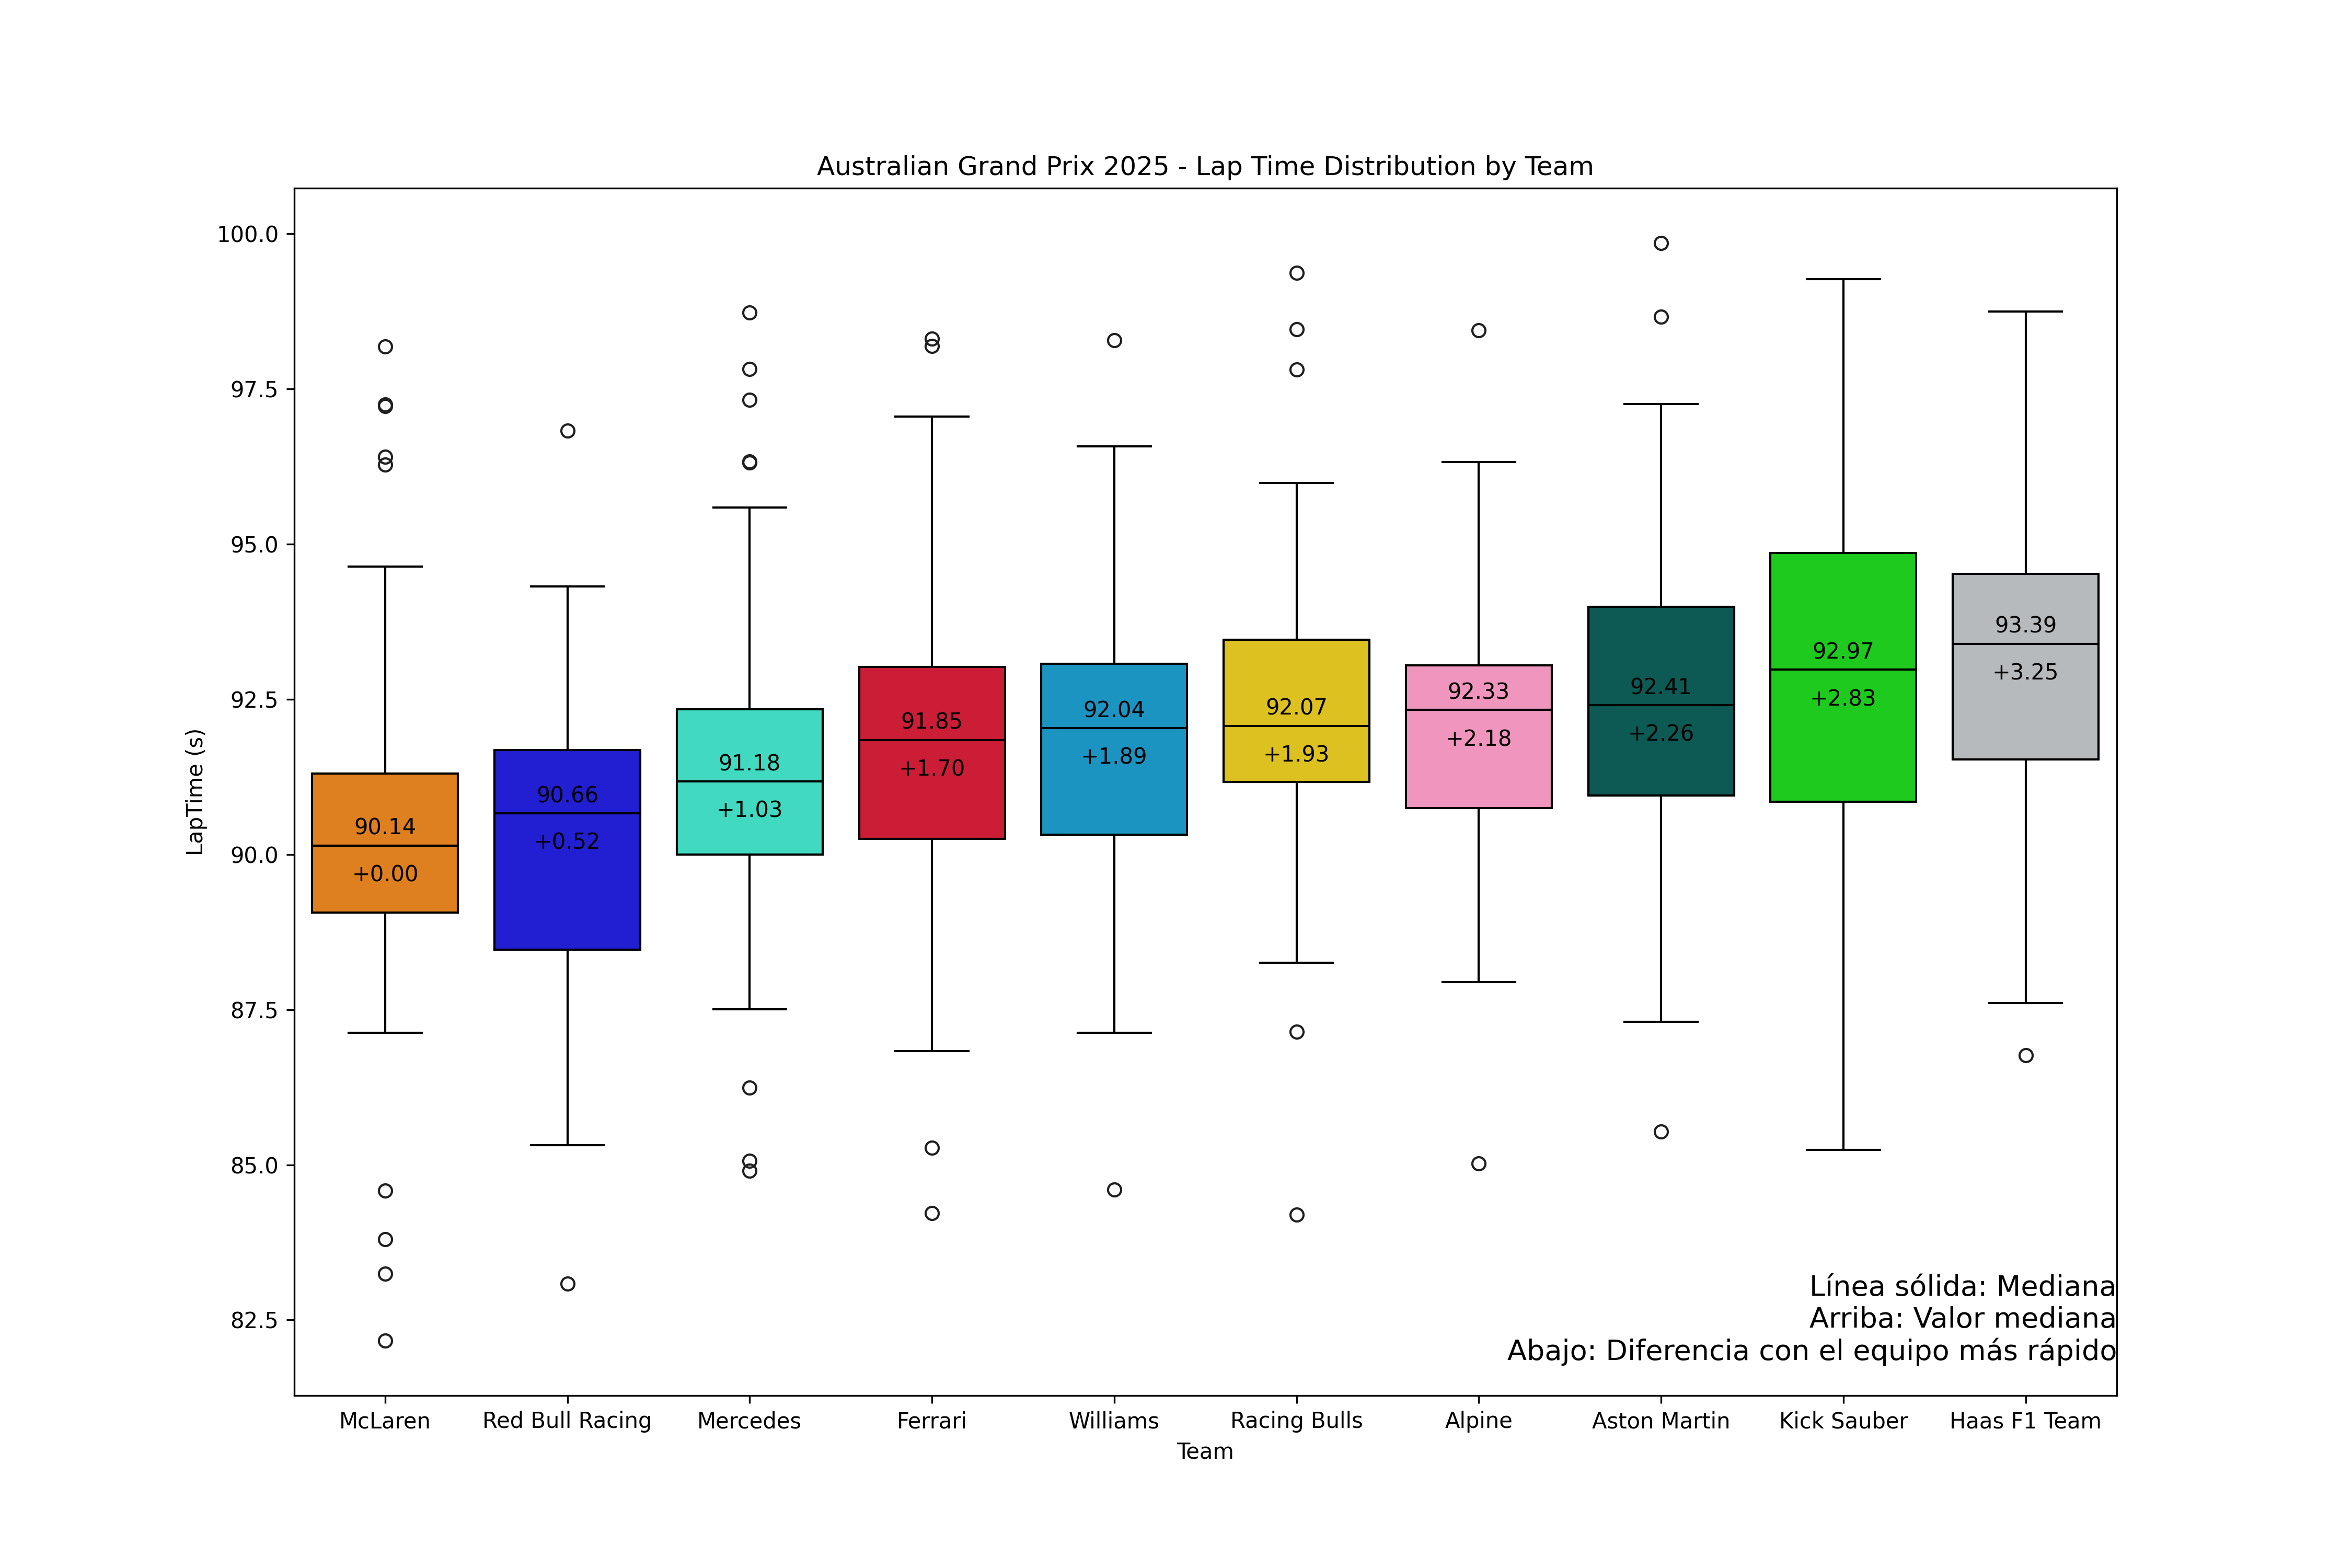 Australian Grand Prix 2025 - Lap Time Distribution by Team
LapTime (s)
100.0
97.5
95.0
92.5
90.0
87.5
85.0
82.5
90.14
+0.00
90.66
+0.52
91.18
+1.03
91.85
+1.70
92.04
+1.89
92.07
+1.93
92.33
+2.18
92.41
+2.26
92.97
+2.83
93.39
+3.25
Línea sólida: Mediana
Arriba: Valor mediana
Abajo: Diferencia con el equipo más rápido
McLaren
Red Bull Racing
Mercedes
Ferrari
Williams
Racing Bulls
Alpine
Aston Martin
Kick Sauber
Haas F1 Team
Team